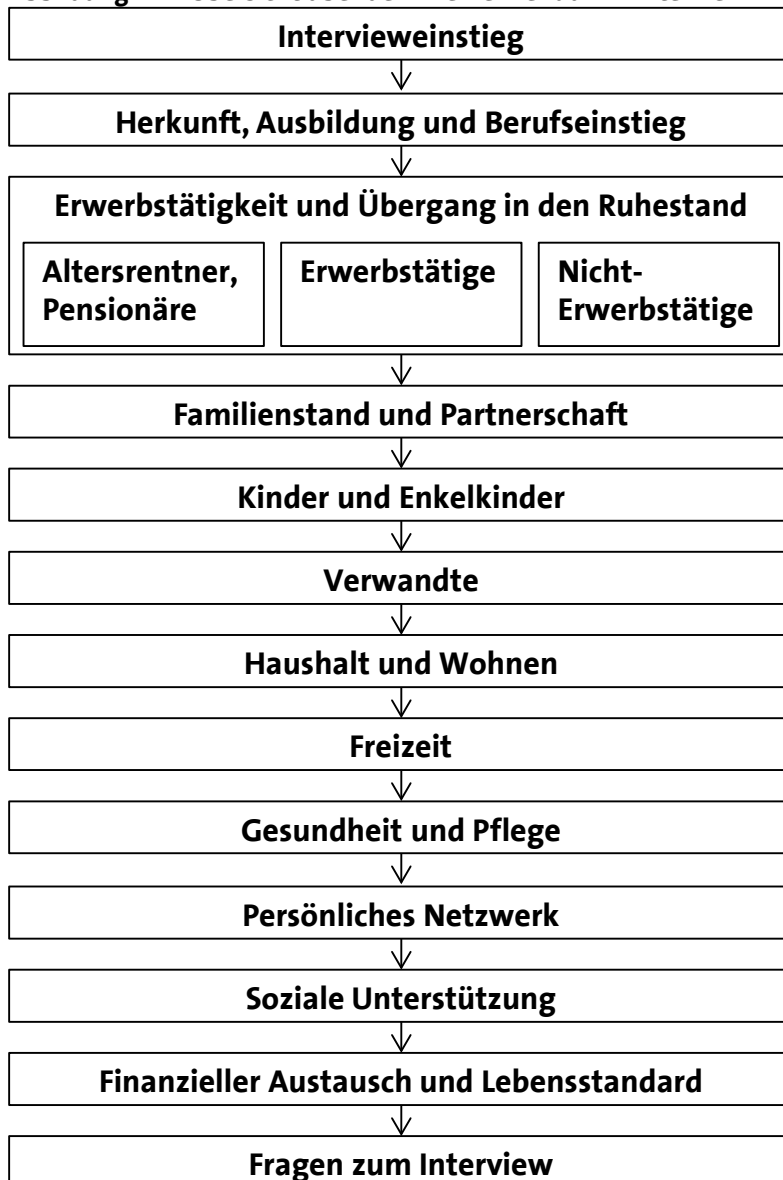 Intervieweinstieg
Herkunft, Ausbildung und Berufseinstieg
Erwerbstätigkeit und Übergang in den Ruhestand
Altersrentner,
Pensionäre
Erwerbstätige
Nicht-
Erwerbstätige
Familienstand und Partnerschaft
Kinder und Enkelkinder
Verwandte
Haushalt und Wohnen
Freizeit
Gesundheit und Pflege
Persönliches Netzwerk
Soziale Unterstützung
Finanzieller Austausch und Lebensstandard
Fragen zum Interview